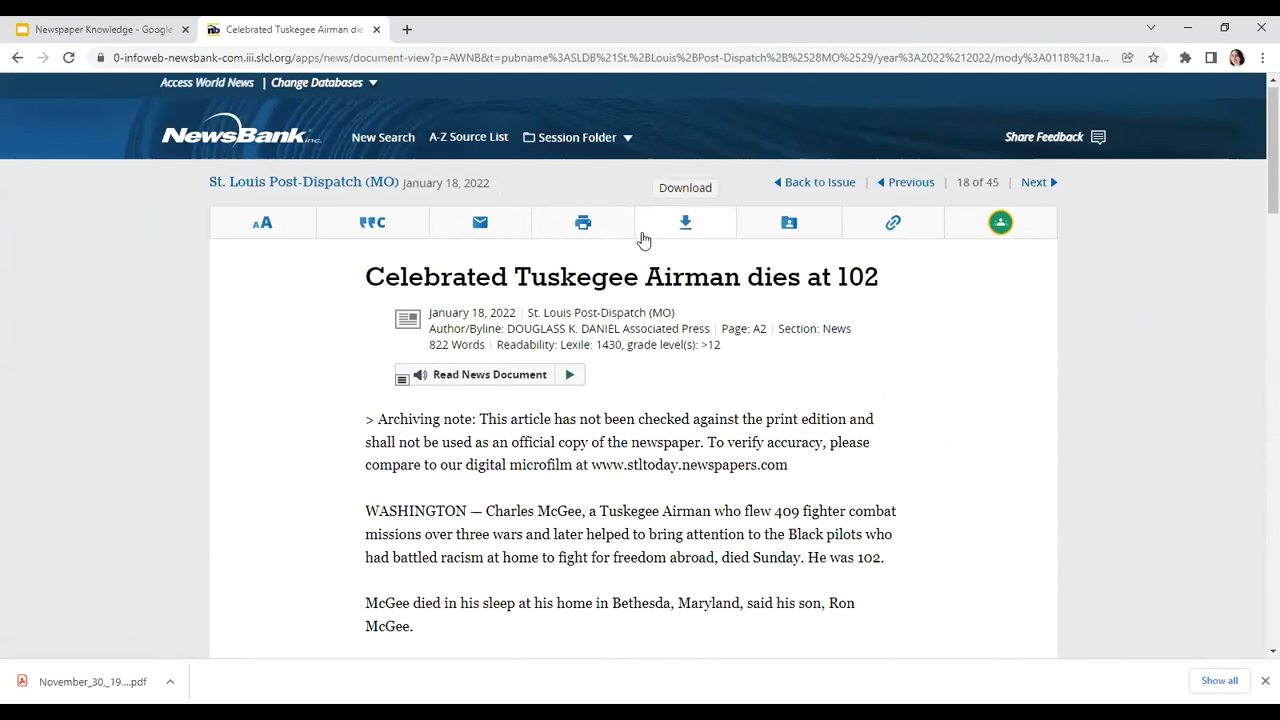 Newspaper Knowledge - Google
Celebrated Tuskegee Airman die
0-infoweb-newsbank-com.iii.slcl.org/apps/news/document-view?p=AWNB&t=pubname%3ASLDB%21St.%2BLouis%2BPost-Dispatch%2B%2528MO%2529/year%3A2022%212022/mody%3A0118%21Ja...
Access World News | Change Databases
NewsBank inc.
New Search
A-Z Source List
Session Folder
Share Feedback
St. Louis Post-Dispatch (MO) January 18, 2022
Download
Back to Issue | Previous | 18 of 45 | Next
AA
C
Celebrated Tuskegee Airman dies at 102
January 18, 2022 | St. Louis Post-Dispatch (MO)
Author/Byline: DOUGLASS K. DANIEL Associated Press | Page: A2 | Section: News
822 Words | Readability: Lexile: 1430, grade level(s): >12
Read News Document
> Archiving note: This article has not been checked against the print edition and
shall not be used as an official copy of the newspaper. To verify accuracy, please
compare to our digital microfilm at www.stltoday.newspapers.com
WASHINGTON — Charles McGee, a Tuskegee Airman who flew 409 fighter combat
missions over three wars and later helped to bring attention to the Black pilots who
had battled racism at home to fight for freedom abroad, died Sunday. He was 102.
McGee died in his sleep at his home in Bethesda, Maryland, said his son, Ron
McGee.
November_30,_19....pdf
Show all